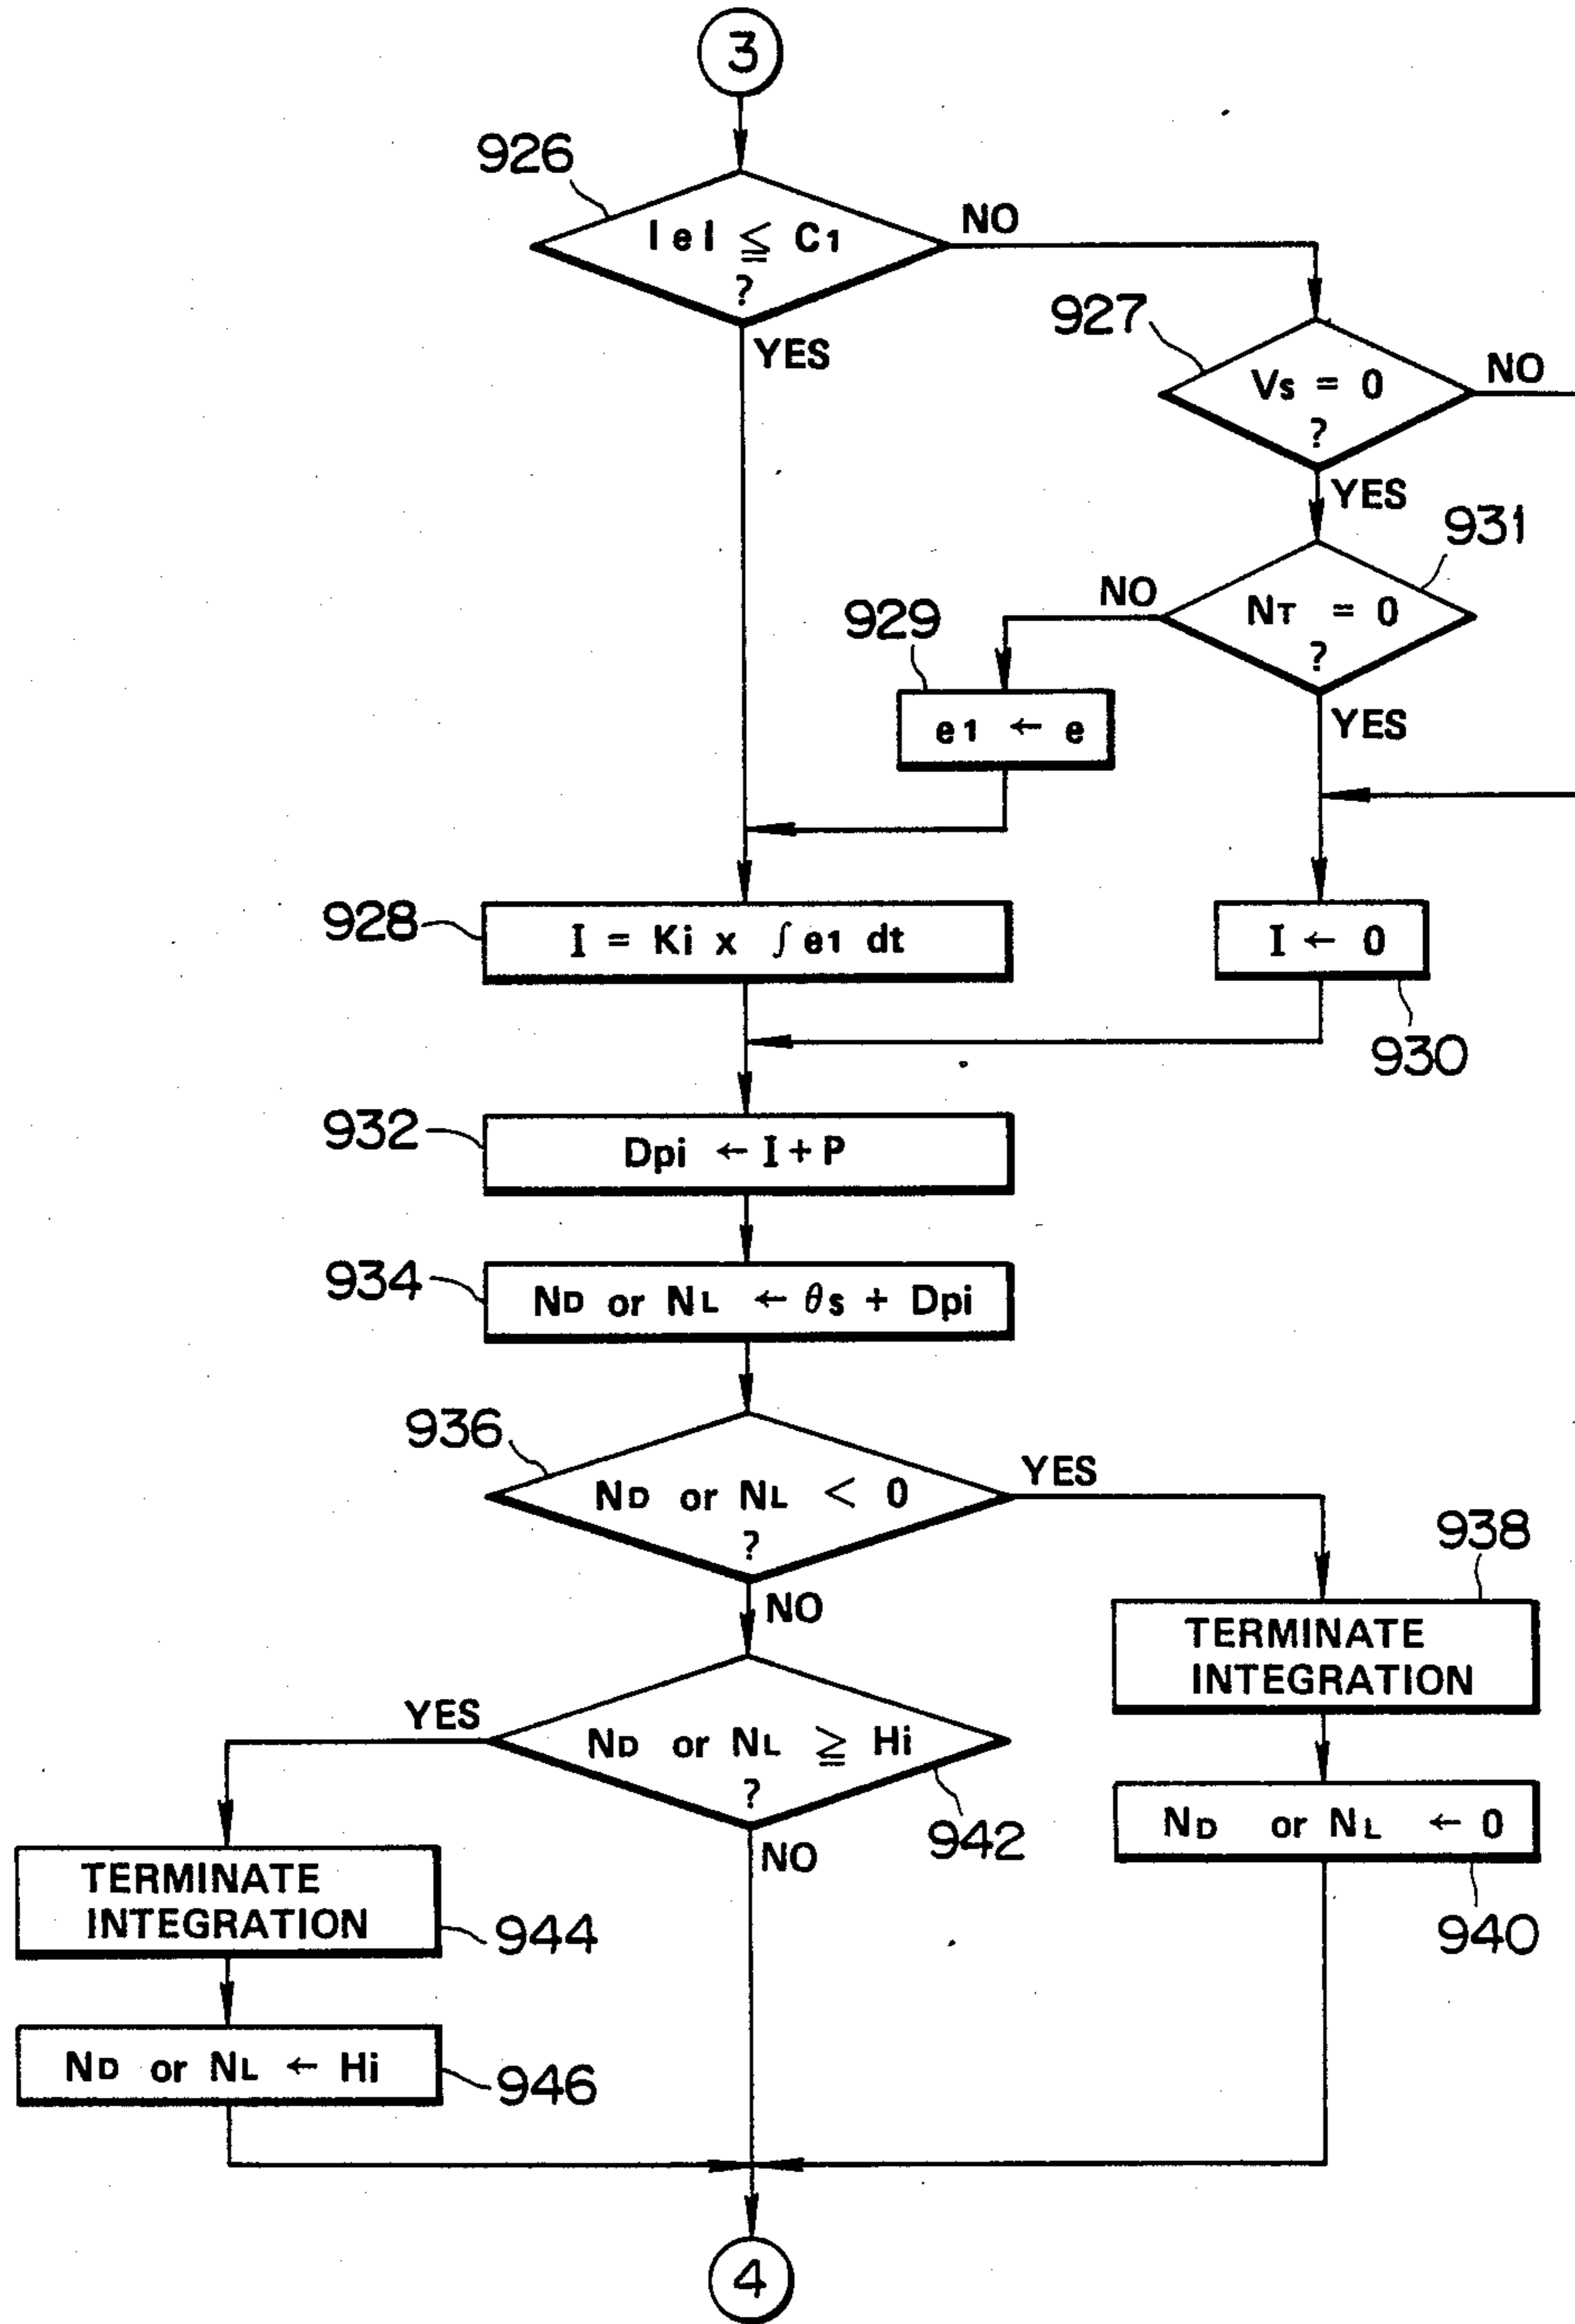 3
926
| e | ≦ C1
?
NO
YES
927
Vs = 0
?
NO
YES
931
NT = 0
?
NO
YES
929
e1 ← e
928
I = Ki x ∫ e1 dt
I ← 0
930
932
Dpi ← I + P
934
ND or NL ← θs + Dpi
936
ND or NL < 0
?
YES
NO
938
TERMINATE
INTEGRATION
ND or NL ≧ Hi
?
YES
NO
942
ND or NL ← 0
940
TERMINATE
INTEGRATION
944
ND or NL ← Hi
946
4